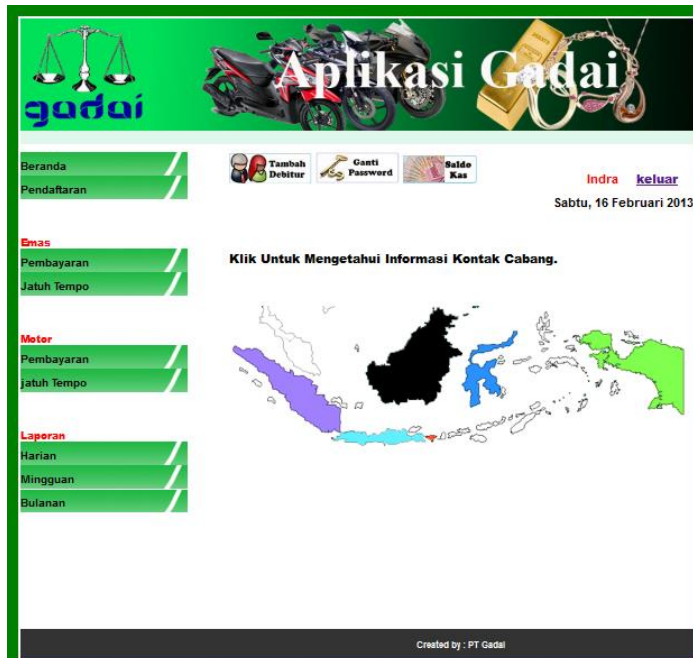 gadai
Aplikasi Gadai
Beranda
Pendaftaran
Emas
Pembayaran
Jatuh Tempo
Motor
Pembayaran
jatuh Tempo
Laporan
Harian
Mingguan
Bulanan
Tambah
Debitur
Ganti
Password
Saldo
Kas
Indra keluar
Sabtu, 16 Februari 2013
Klik Untuk Mengetahui Informasi Kontak Cabang.
Created by : PT Gadai